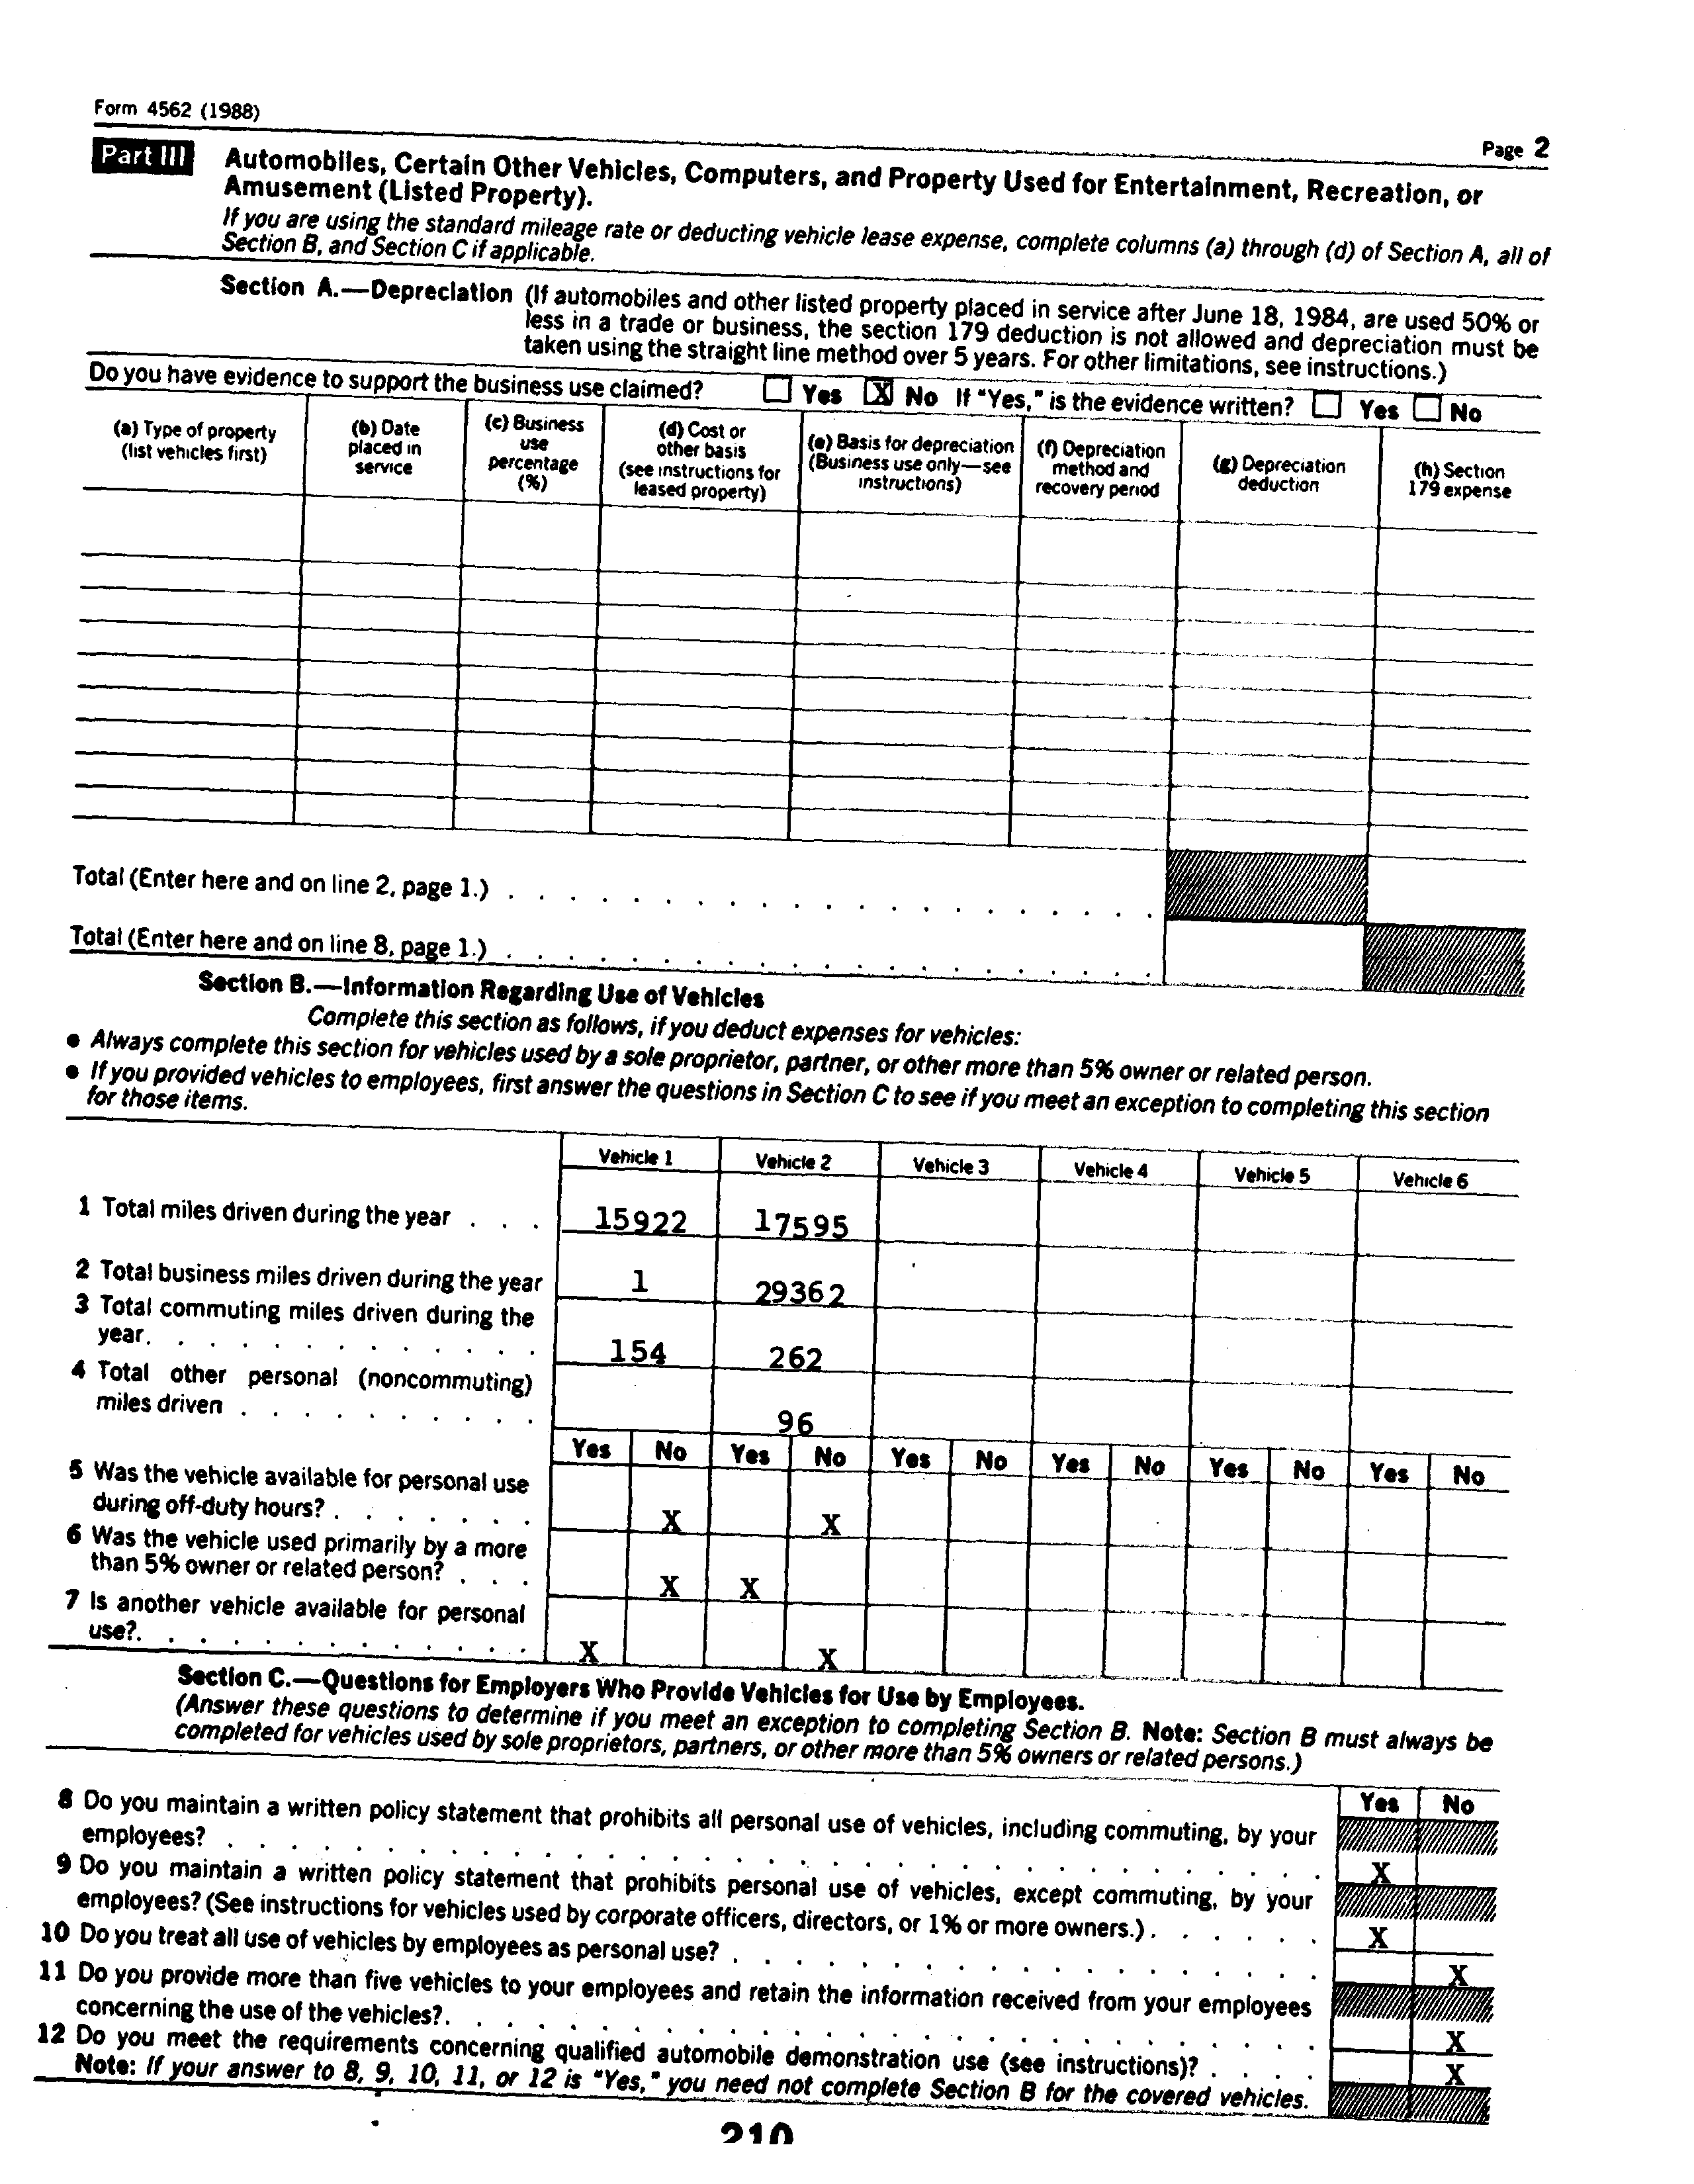 Form 4562 (1988)
Page 2
Part III Automobiles, Certain Other Vehicles, Computers, and Property Used for Entertainment, Recreation, or
Amusement (Listed Property).
If you are using the standard mileage rate or deducting vehicle lease expense, complete columns (a) through (d) of Section A, all of
Section B, and Section C if applicable.
Section A.—Depreciation (If automobiles and other listed property placed in service after June 18, 1984, are used 50% or
less in a trade or business, the section 179 deduction is not allowed and depreciation must be
taken using the straight line method over 5 years. For other limitations, see instructions.)
Do you have evidence to support the business use claimed? Yes X No If "Yes," is the evidence written? Yes No
(a) Type of property
(list vehicles first)
(b) Date
placed in
service
(c) Business
use
percentage
(%)
(d) Cost or
other basis
(see instructions for
leased property)
(e) Basis for depreciation
(Business use only—see
instructions)
(f) Depreciation
method and
recovery period
(g) Depreciation
deduction
(h) Section
179 expense
Total (Enter here and on line 2, page 1.) . . . . . . . . . . . . . . . . . . . . .
Total (Enter here and on line 8, page 1.) . . . . . . . . . . . . . . . . . . . . .
Section B.—Information Regarding Use of Vehicles
Complete this section as follows, if you deduct expenses for vehicles:
● Always complete this section for vehicles used by a sole proprietor, partner, or other more than 5% owner or related person.
● If you provided vehicles to employees, first answer the questions in Section C to see if you meet an exception to completing this section
for those items.
Vehicle 1 Vehicle 2 Vehicle 3 Vehicle 4 Vehicle 5 Vehicle 6
1 Total miles driven during the year . . . 15922 17595
2 Total business miles driven during the year 1 29362
3 Total commuting miles driven during the
year. . . . . . . . . . . . . 154 262
4 Total other personal (noncommuting)
miles driven . . . . . . . . . . 96
Yes No Yes No Yes No Yes No Yes No Yes No
5 Was the vehicle available for personal use
during off-duty hours? . . . . . . . X X
6 Was the vehicle used primarily by a more
than 5% owner or related person? . . . X X
7 Is another vehicle available for personal
use?. . . . . . . . . . . . . X X
Section C.—Questions for Employers Who Provide Vehicles for Use by Employees.
(Answer these questions to determine if you meet an exception to completing Section B. Note: Section B must always be
completed for vehicles used by sole proprietors, partners, or other more than 5% owners or related persons.)
Yes No
8 Do you maintain a written policy statement that prohibits all personal use of vehicles, including commuting, by your
employees? . . . . . . . . . . . . . . . . . . . . . . . . . . . . . . . . . . . X
9 Do you maintain a written policy statement that prohibits personal use of vehicles, except commuting, by your
employees? (See instructions for vehicles used by corporate officers, directors, or 1% or more owners.) . . . . . . X
10 Do you treat all use of vehicles by employees as personal use? . . . . . . . . . . . . . . . . . . . X
11 Do you provide more than five vehicles to your employees and retain the information received from your employees
concerning the use of the vehicles?. . . . . . . . . . . . . . . . . . . . . . . . . . . . X
12 Do you meet the requirements concerning qualified automobile demonstration use (see instructions)? . . . . X
Note: If your answer to 8, 9, 10, 11, or 12 is "Yes," you need not complete Section B for the covered vehicles.
210